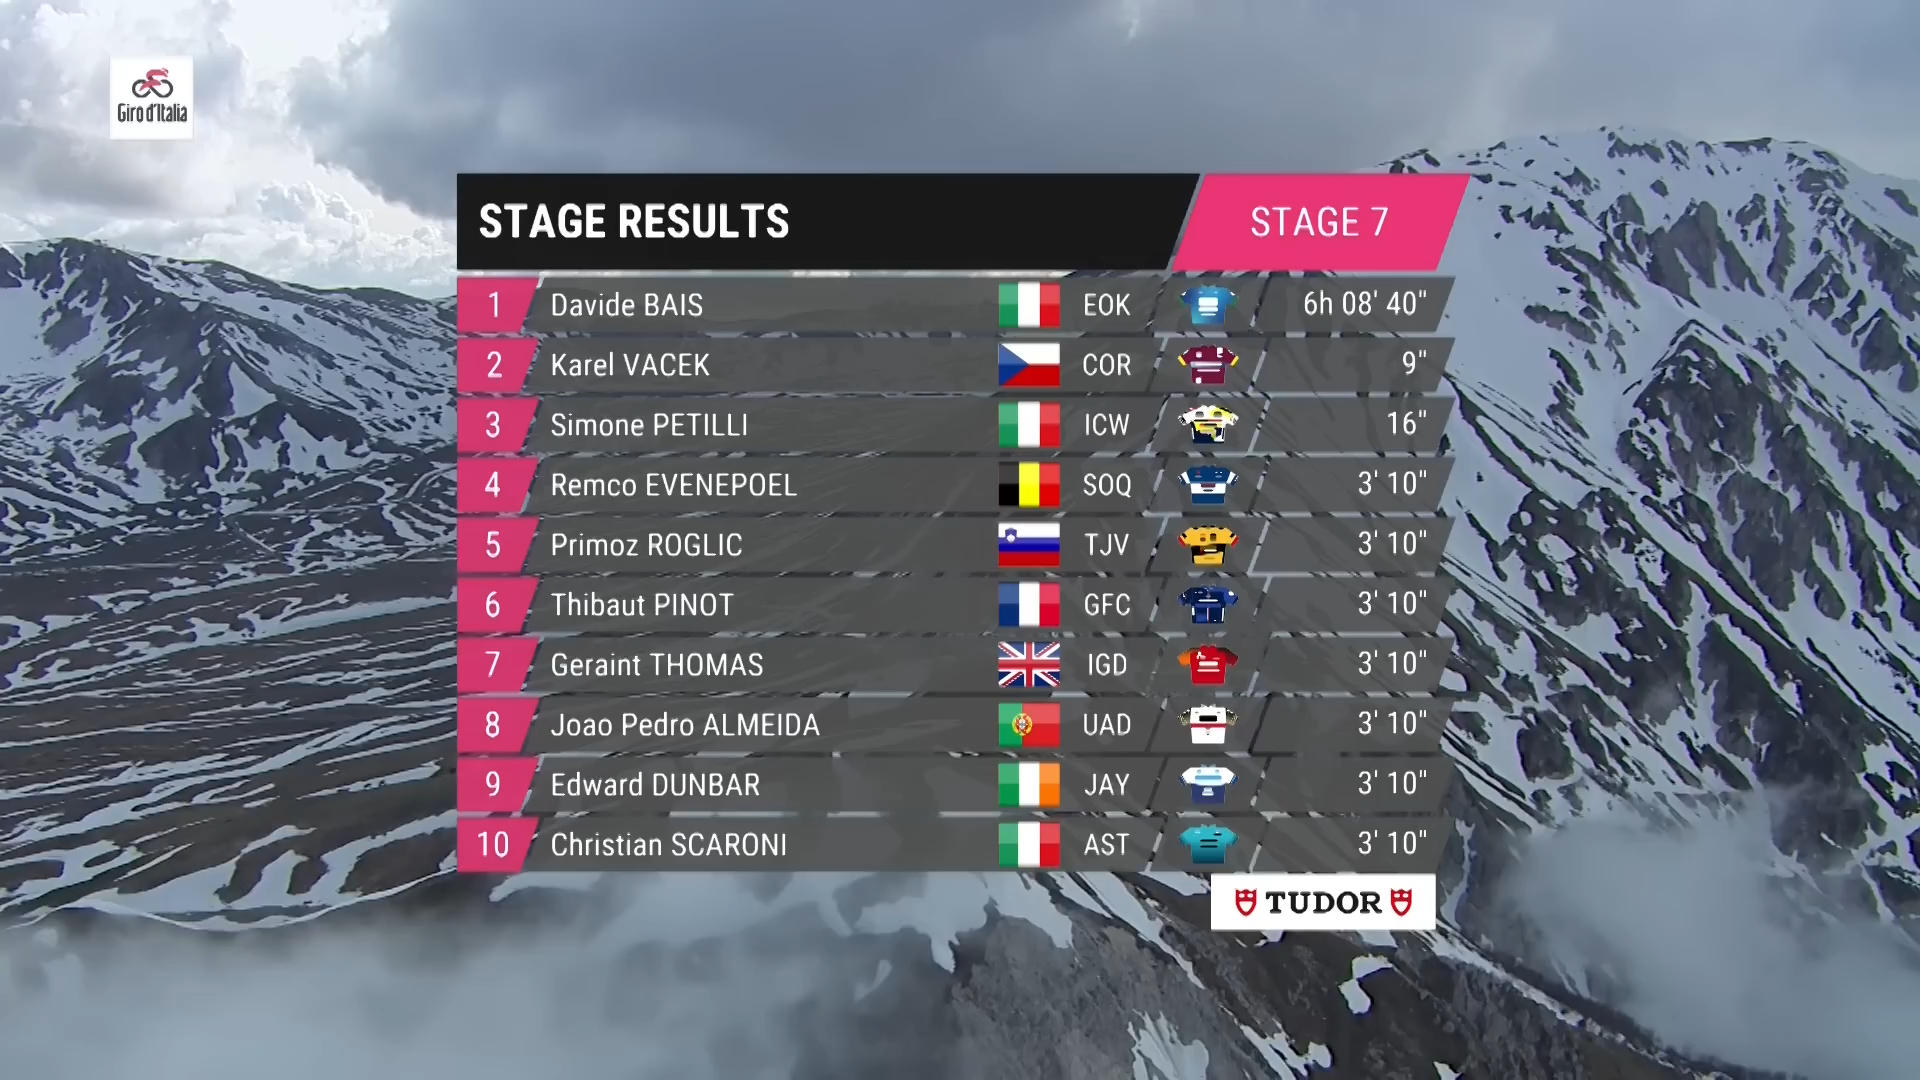 Giro d'Italia
STAGE RESULTS STAGE 7
1 Davide BAIS EOK 6h 08' 40"
2 Karel VACEK COR 9"
3 Simone PETILLI ICW 16"
4 Remco EVENEPOEL SOQ 3' 10"
5 Primoz ROGLIC TJV 3' 10"
6 Thibaut PINOT GFC 3' 10"
7 Geraint THOMAS IGD 3' 10"
8 Joao Pedro ALMEIDA UAD 3' 10"
9 Edward DUNBAR JAY 3' 10"
10 Christian SCARONI AST 3' 10"
TUDOR